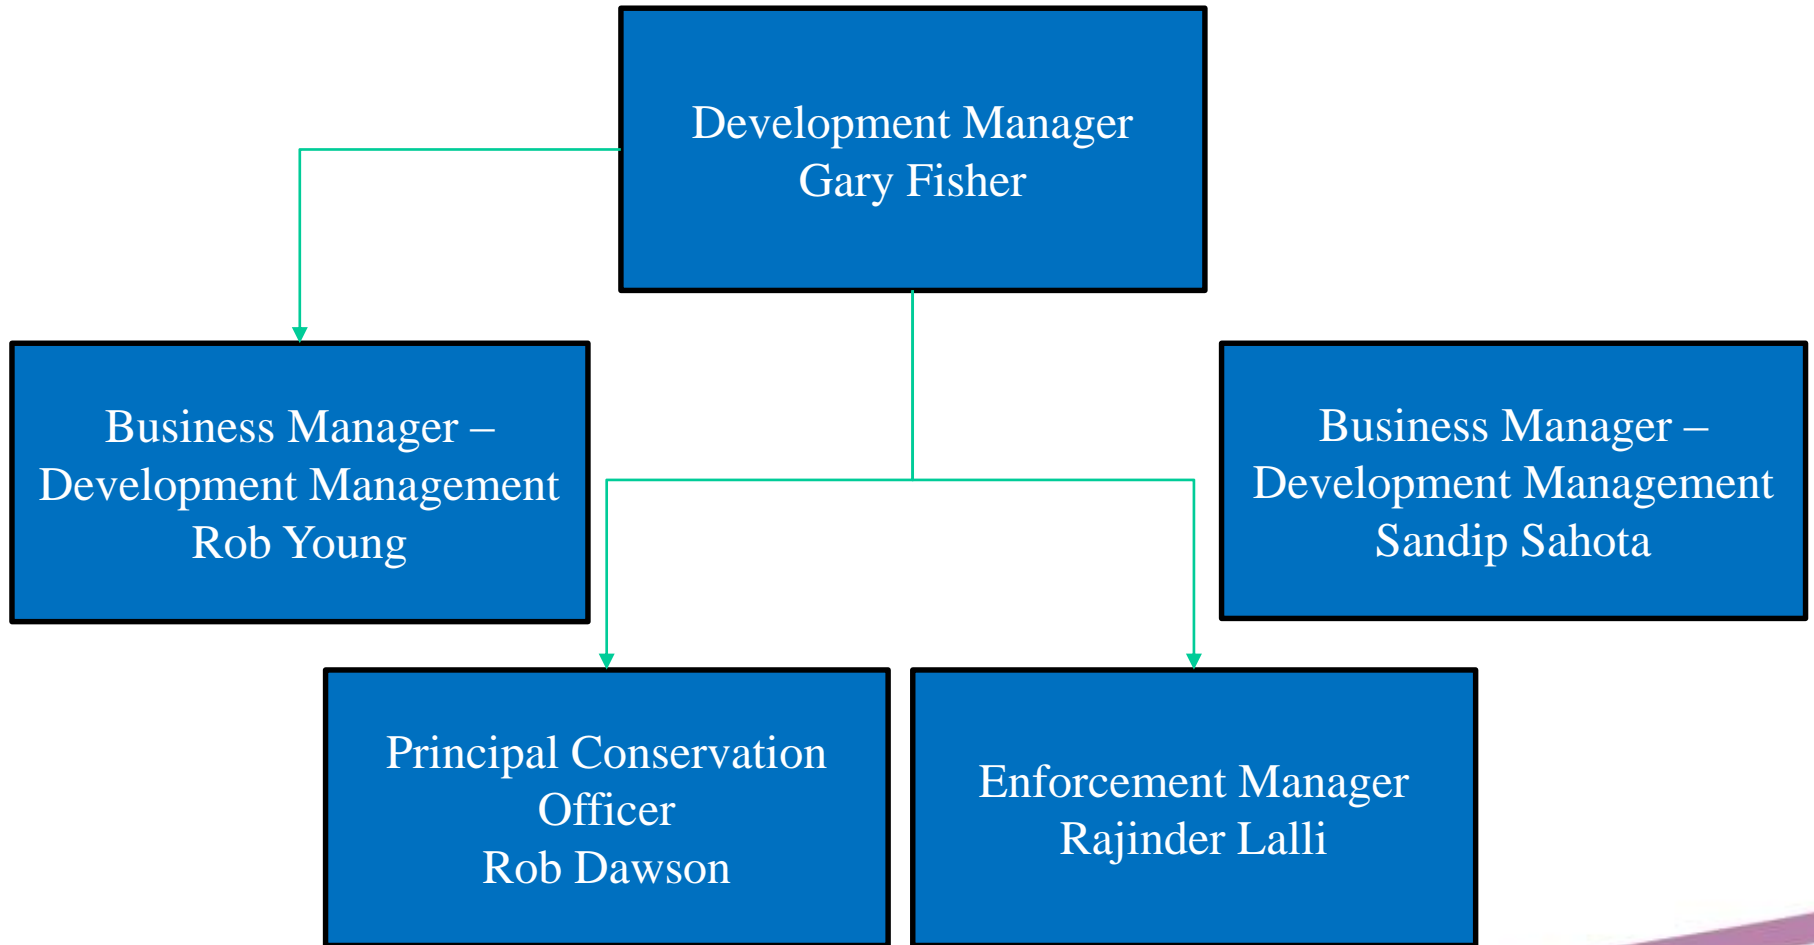 Development Manager
Gary Fisher
Business Manager –
Development Management
Rob Young
Business Manager –
Development Management
Sandip Sahota
Principal Conservation
Officer
Rob Dawson
Enforcement Manager
Rajinder Lalli